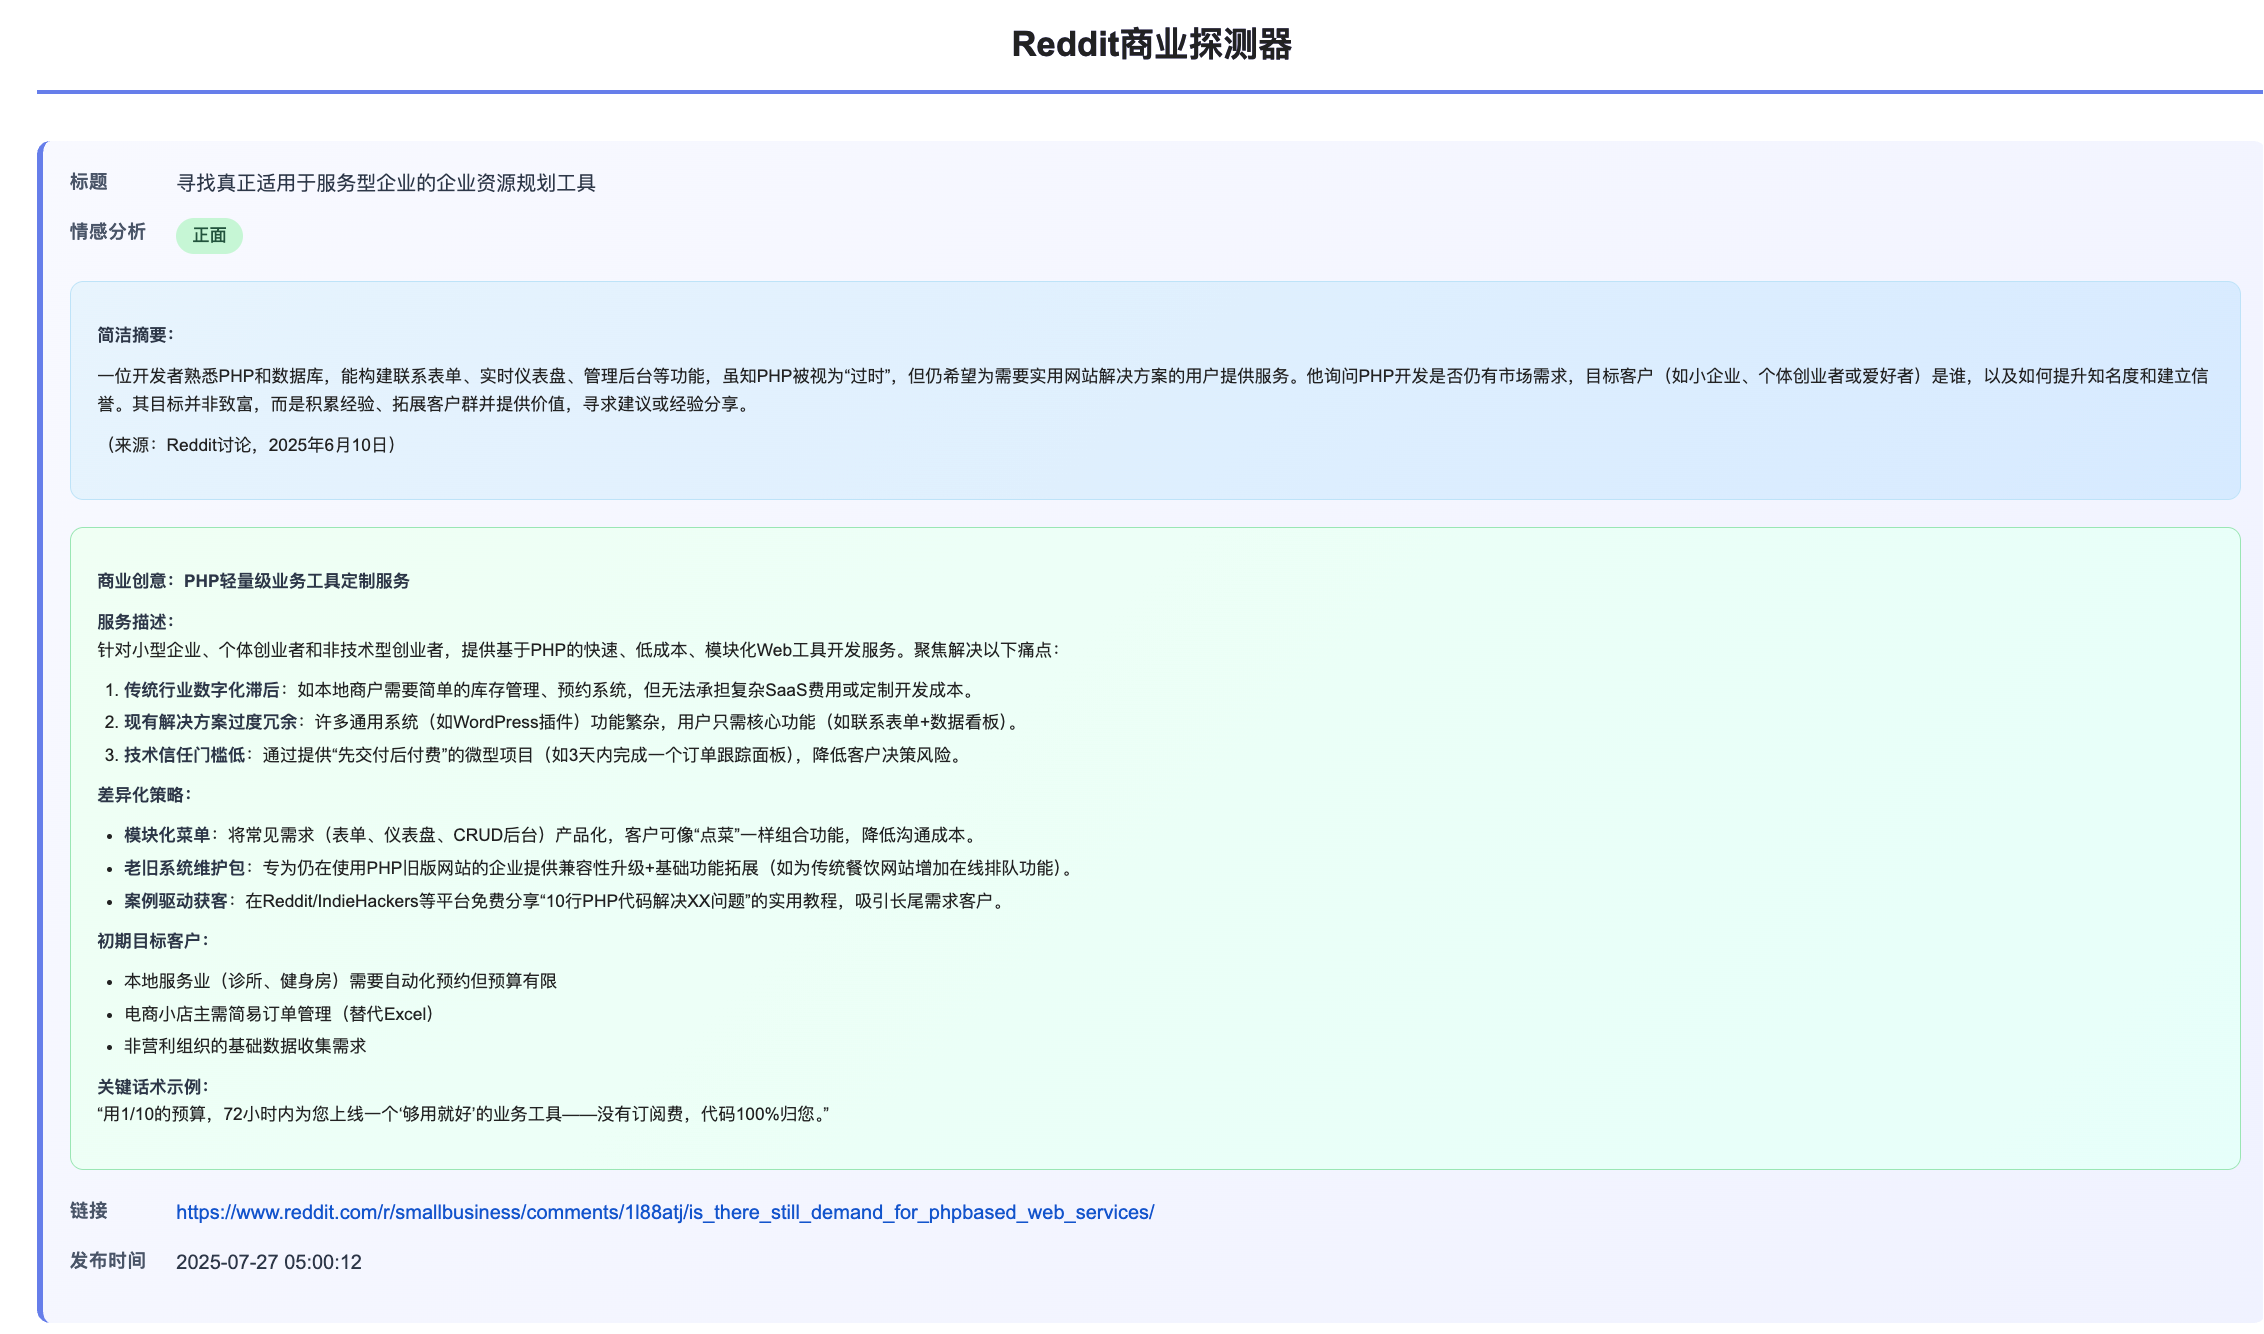 Reddit商业探测器
标题 寻找真正适用于服务型企业的企业资源规划工具
情感分析 正面
简洁摘要：
一位开发者熟悉PHP和数据库，能构建联系表单、实时仪表盘、管理后台等功能，虽知PHP被视为“过时”，但仍希望为需要实用网站解决方案的用户提供服务。他询问PHP开发是否仍有市场需求，目标客户（如小企业、个体创业者或爱好者）是谁，以及如何提升知名度和建立信
誉。其目标并非致富，而是积累经验、拓展客户群并提供价值，寻求建议或经验分享。
（来源：Reddit讨论，2025年6月10日）
商业创意：PHP轻量级业务工具定制服务
服务描述：
针对小型企业、个体创业者和非技术型创业者，提供基于PHP的快速、低成本、模块化Web工具开发服务。聚焦解决以下痛点：
1. 传统行业数字化滞后：如本地商户需要简单的库存管理、预约系统，但无法承担复杂SaaS费用或定制开发成本。
2. 现有解决方案过度冗余：许多通用系统（如WordPress插件）功能繁杂，用户只需核心功能（如联系表单+数据看板）。
3. 技术信任门槛低：通过提供“先交付后付费”的微型项目（如3天内完成一个订单跟踪面板），降低客户决策风险。
差异化策略：
• 模块化菜单：将常见需求（表单、仪表盘、CRUD后台）产品化，客户可像“点菜”一样组合功能，降低沟通成本。
• 老旧系统维护包：专为仍在使用PHP旧版网站的企业提供兼容性升级+基础功能拓展（如为传统餐饮网站增加在线排队功能）。
• 案例驱动获客：在Reddit/IndieHackers等平台免费分享“10行PHP代码解决XX问题”的实用教程，吸引长尾需求客户。
初期目标客户：
• 本地服务业（诊所、健身房）需要自动化预约但预算有限
• 电商小店主需简易订单管理（替代Excel）
• 非营利组织的基础数据收集需求
关键话术示例：
“用1/10的预算，72小时内为您上线一个‘够用就好’的业务工具——没有订阅费，代码100%归您。”
链接 https://www.reddit.com/r/smallbusiness/comments/1l88atj/is_there_still_demand_for_phpbased_web_services/
发布时间 2025-07-27 05:00:12